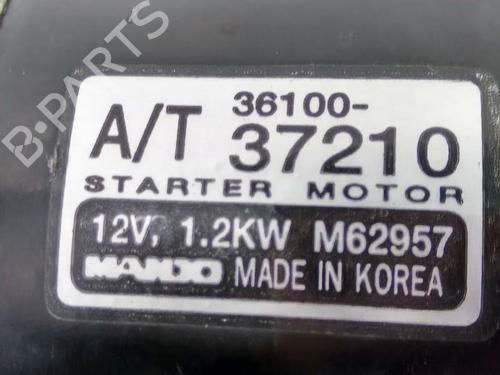 B-PARTS
A/T 36100-
37210
STARTER MOTOR
12V, 1.2KW M62957
MANDO MADE IN KOREA